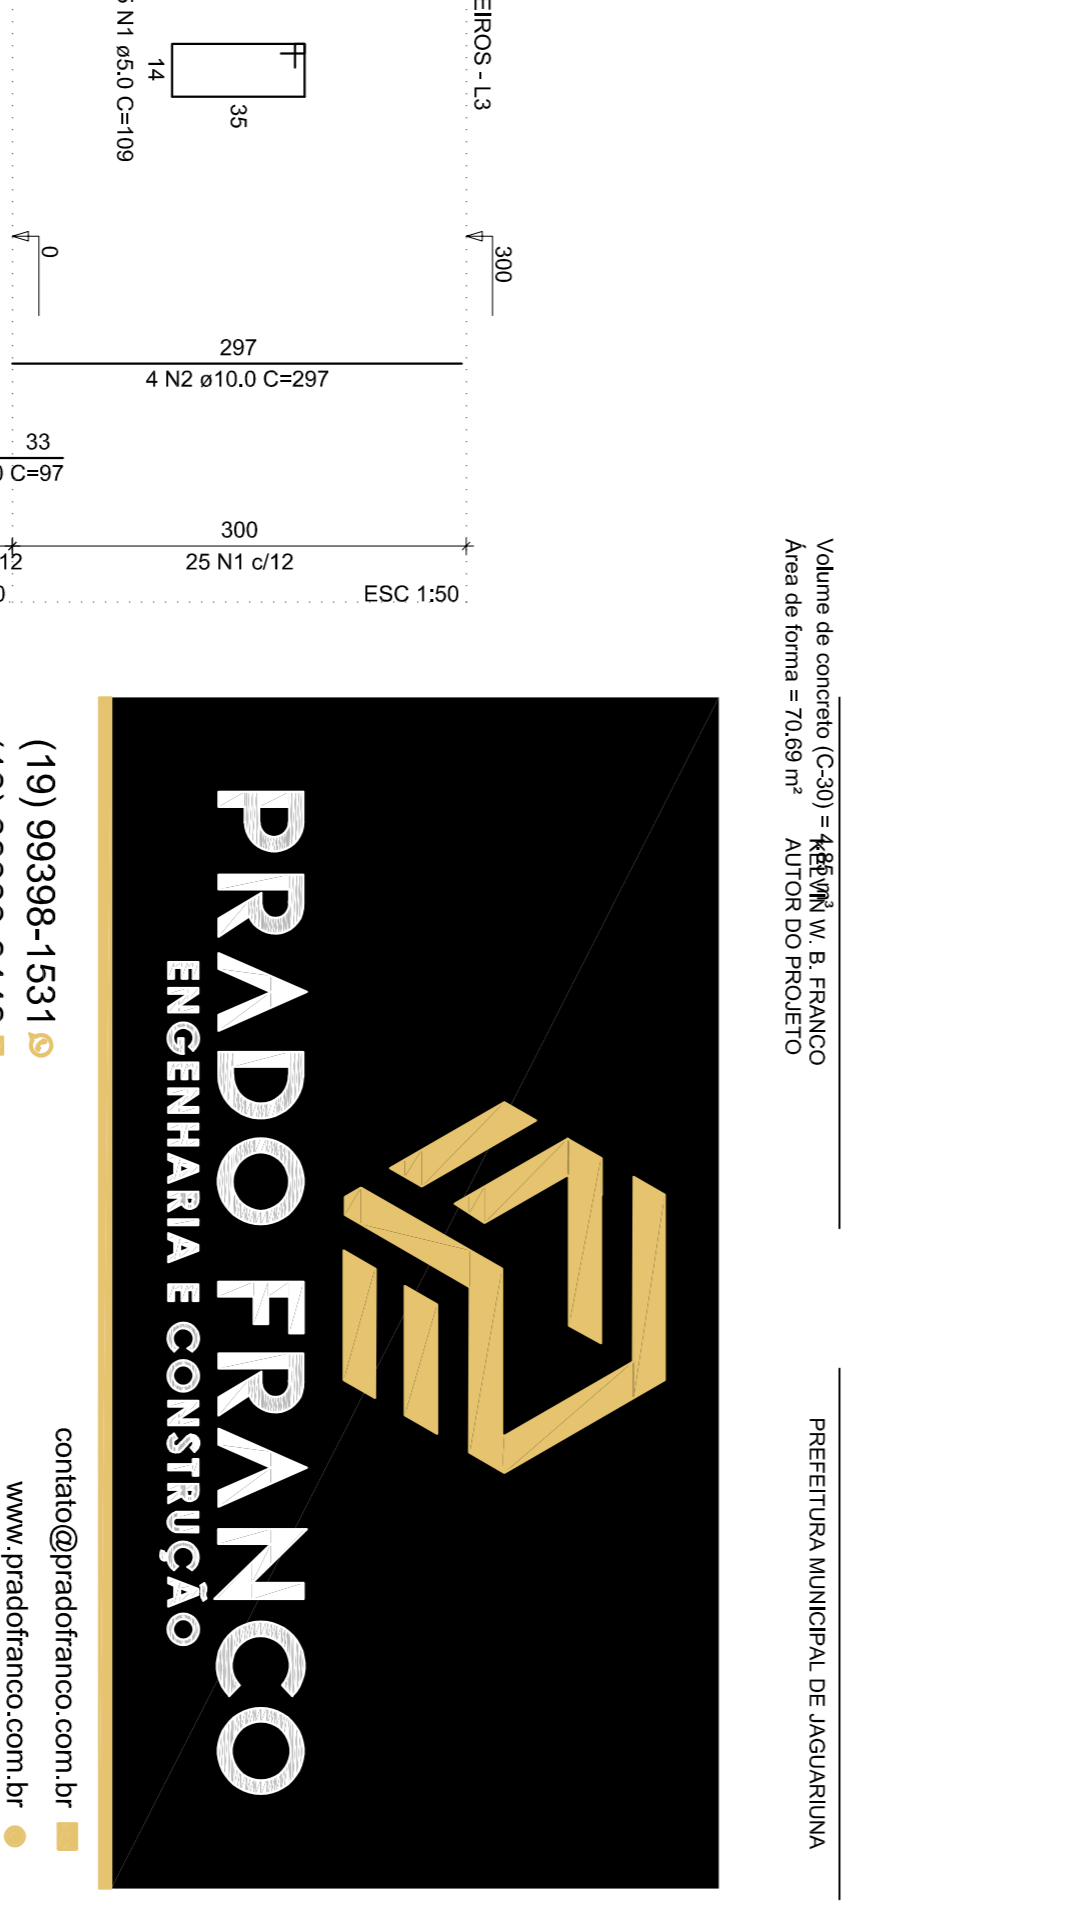 EIROS - L3
N1 ø5.0 C=109
14
35
0
300
297
4 N2 ø10.0 C=297
33
C=97
300
12
25 N1 c/12
ESC 1:50
Volume de concreto (C-30) = 4.85 m³
Área de forma = 70.69 m²
KELVIN W. B. FRANCO
AUTOR DO PROJETO
PREFEITURA MUNICIPAL DE JAGUARIUNA
PRADO FRANCO
ENGENHARIA E CONSTRUÇÃO
(19) 99398-1531
contato@pradofranco.com.br
www.pradofranco.com.br